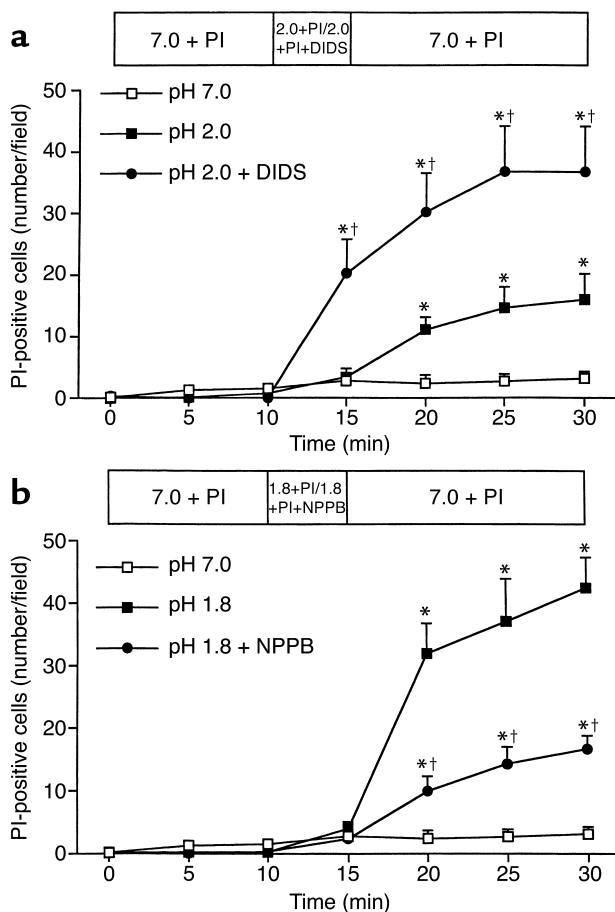 a
7.0 + PI
2.0+PI/2.0
+PI+DIDS
7.0 + PI
50
40
30
20
10
0
PI-positive cells (number/field)
pH 7.0
pH 2.0
pH 2.0 + DIDS
*†
*†
*†
*†
*
*
*
0
5
10
15
20
25
30
Time (min)
b
7.0 + PI
1.8+PI/1.8
+PI+NPPB
7.0 + PI
50
40
30
20
10
0
PI-positive cells (number/field)
pH 7.0
pH 1.8
pH 1.8 + NPPB
*
*
*
*†
*†
*†
0
5
10
15
20
25
30
Time (min)